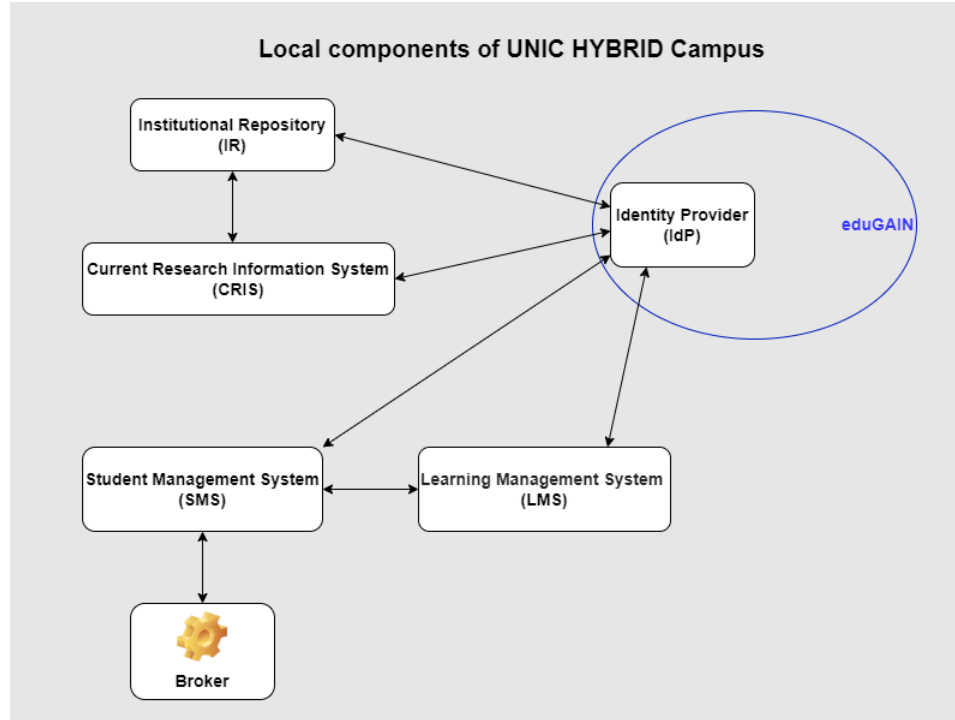 Local components of UNIC HYBRID Campus
Institutional Repository
(IR)
Identity Provider
(IdP)
eduGAIN
Current Research Information System
(CRIS)
Student Management System
(SMS)
Learning Management System
(LMS)
Broker